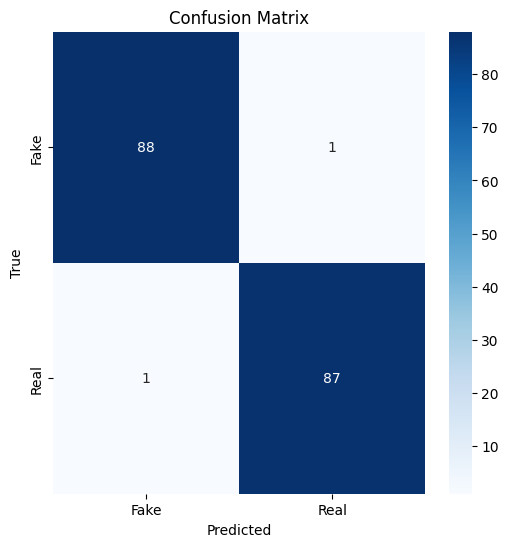 Confusion Matrix
Fake
88
1
80
70
60
50
40
30
20
10
True
Real
1
87
Fake
Real
Predicted